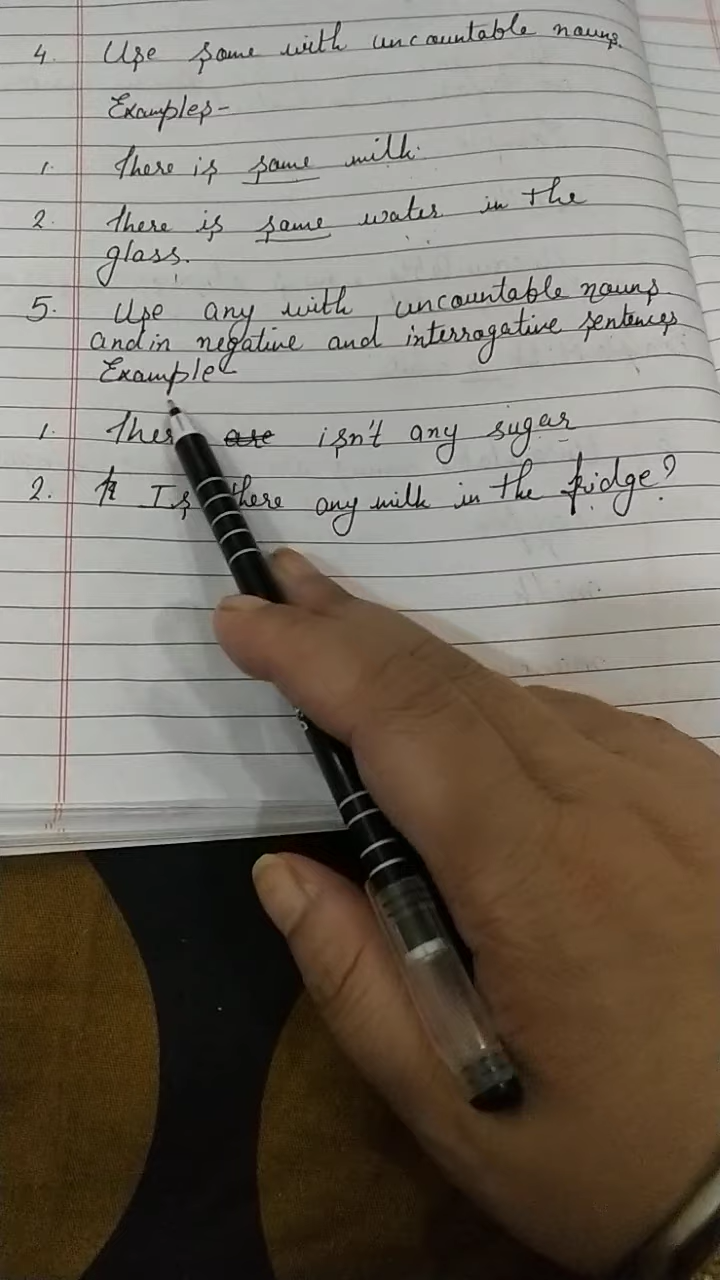 4. Use some with uncountable nouns.
Examples-
1. There is some milk.
2. There is some water in the
glass.
5. Use any with uncountable nouns
and in negative and interrogative sentences
Example-
1. isn't any sugar
2. Is there any milk in the fridge?